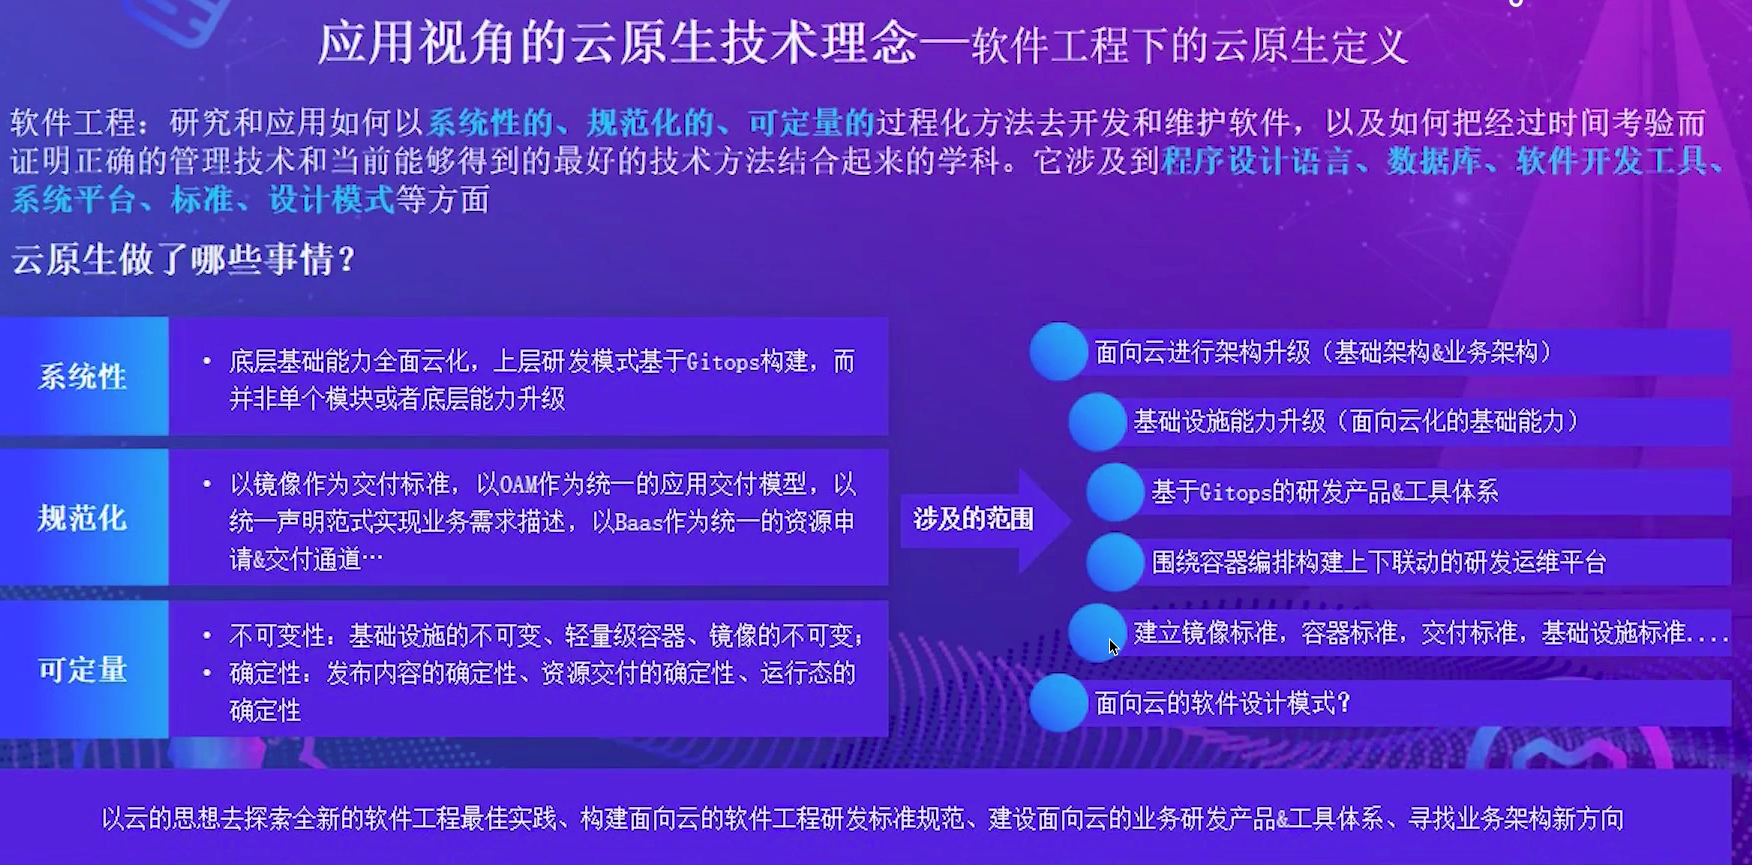 应用视角的云原生技术理念—软件工程下的云原生定义
软件工程：研究和应用如何以系统性的、规范化的、可定量的过程化方法去开发和维护软件，以及如何把经过时间考验而
证明正确的管理技术和当前能够得到的最好的技术方法结合起来的学科。它涉及到程序设计语言、数据库、软件开发工具、
系统平台、标准、设计模式等方面
云原生做了哪些事情？
系统性
• 底层基础能力全面云化，上层研发模式基于Gitops构建，而
并非单个模块或者底层能力升级
规范化
• 以镜像作为交付标准，以OAM作为统一的应用交付模型，以
统一声明范式实现业务需求描述，以Baas作为统一的资源申
请&交付通道…
可定量
• 不可变性：基础设施的不可变、轻量级容器、镜像的不可变；
• 确定性：发布内容的确定性、资源交付的确定性、运行态的
确定性
涉及的范围
面向云进行架构升级（基础架构&业务架构）
基础设施能力升级（面向云化的基础能力）
基于Gitops的研发产品&工具体系
围绕容器编排构建上下联动的研发运维平台
建立镜像标准，容器标准，交付标准，基础设施标准....
面向云的软件设计模式？
以云的思想去探索全新的软件工程最佳实践、构建面向云的软件工程研发标准规范、建设面向云的业务研发产品&工具体系、寻找业务架构新方向